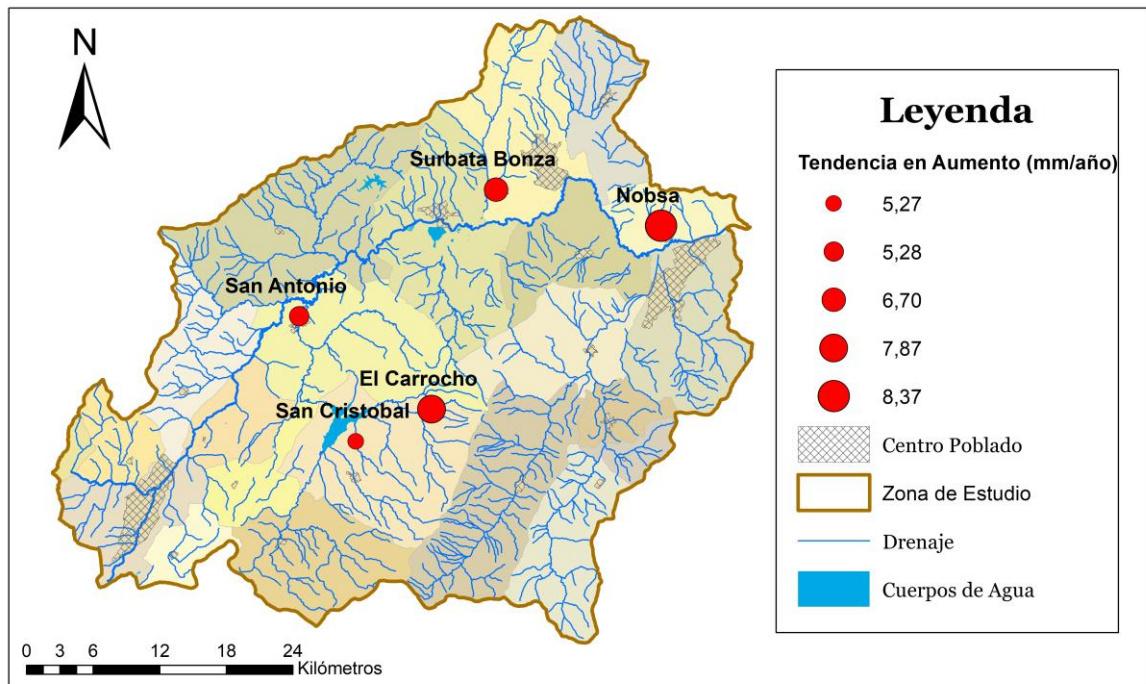 N
Surbata Bonza
Nobsa
San Antonio
El Carrocho
San Cristobal
0 3 6 12 18 24
Kilómetros
Leyenda
Tendencia en Aumento (mm/año)
5,27
5,28
6,70
7,87
8,37
Centro Poblado
Zona de Estudio
Drenaje
Cuerpos de Agua